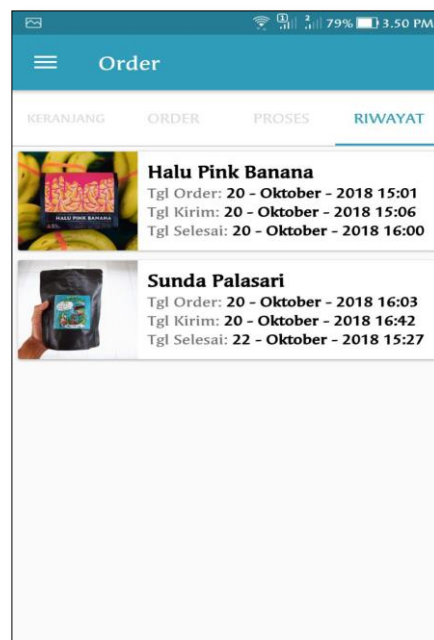 1 2 79% 3.50 PM
Order
KERANJANG ORDER PROSES RIWAYAT
Halu Pink Banana
Tgl Order: 20 - Oktober - 2018 15:01
Tgl Kirim: 20 - Oktober - 2018 15:06
Tgl Selesai: 20 - Oktober - 2018 16:00
HALU PINK BANANA
Sunda Palasari
Tgl Order: 20 - Oktober - 2018 16:03
Tgl Kirim: 20 - Oktober - 2018 16:42
Tgl Selesai: 22 - Oktober - 2018 15:27